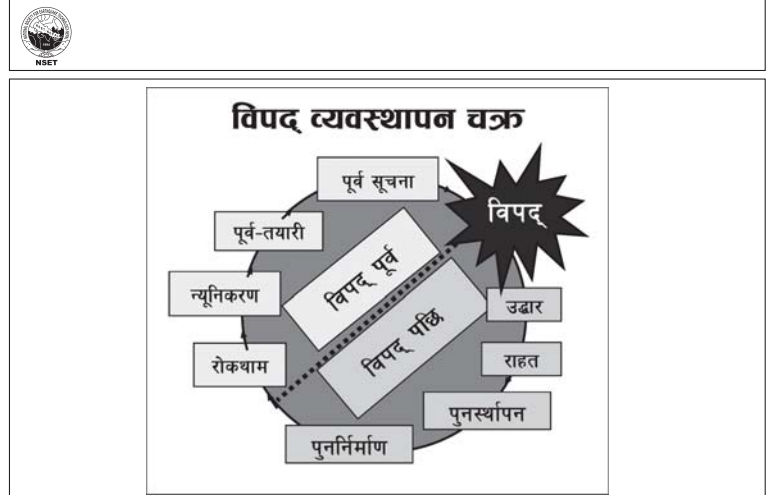 NSET
विपद् व्यवस्थापन चक्र
पूर्व सूचना
विपद्
पूर्व-तयारी
विपद् पूर्व
न्यूनिकरण
विपद् पछि
उद्धार
रोकथाम
राहत
पुनर्स्थापन
पुनर्निर्माण